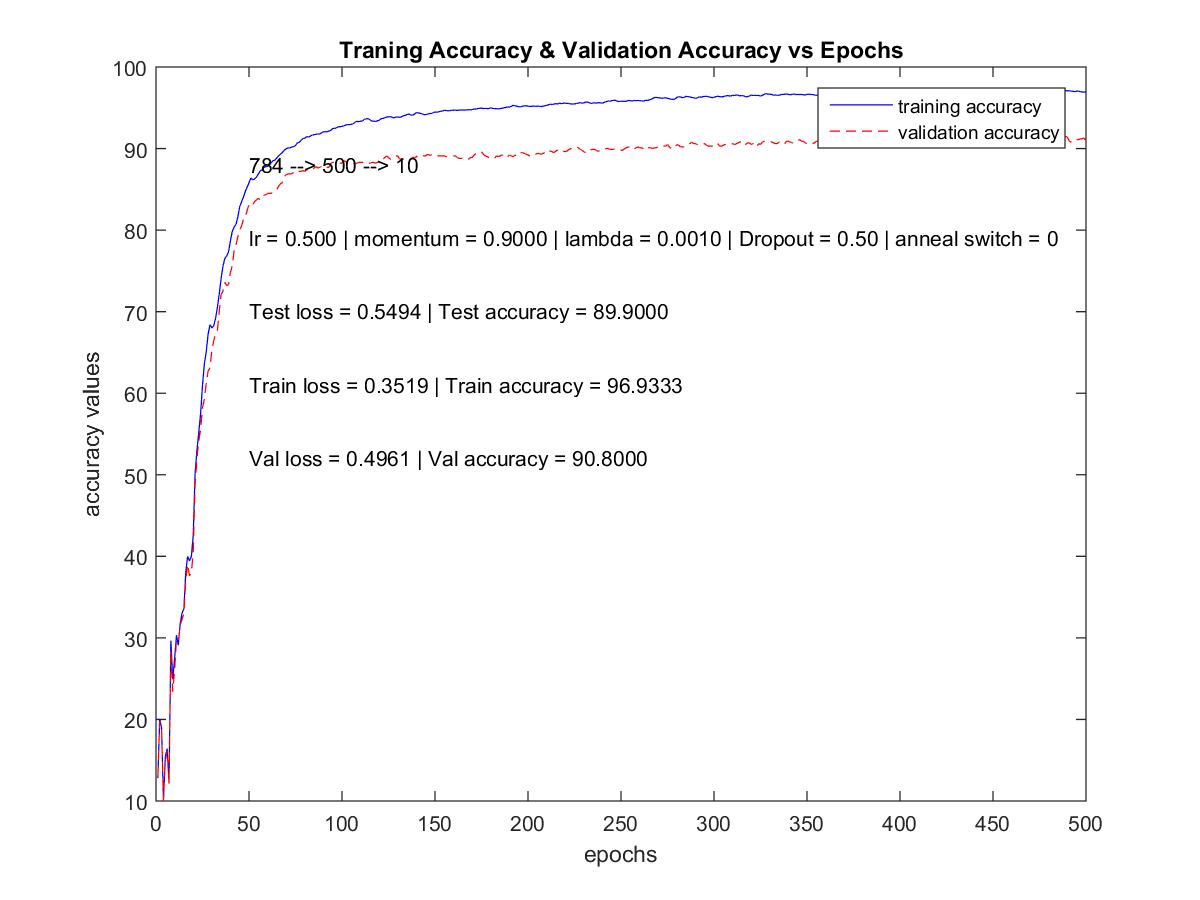 Traning Accuracy & Validation Accuracy vs Epochs
100
90
80
70
60
50
40
30
20
10
accuracy values
training accuracy
validation accuracy
784 --> 500 --> 10
lr = 0.500 | momentum = 0.9000 | lambda = 0.0010 | Dropout = 0.50 | anneal switch = 0
Test loss = 0.5494 | Test accuracy = 89.9000
Train loss = 0.3519 | Train accuracy = 96.9333
Val loss = 0.4961 | Val accuracy = 90.8000
0 50 100 150 200 250 300 350 400 450 500
epochs